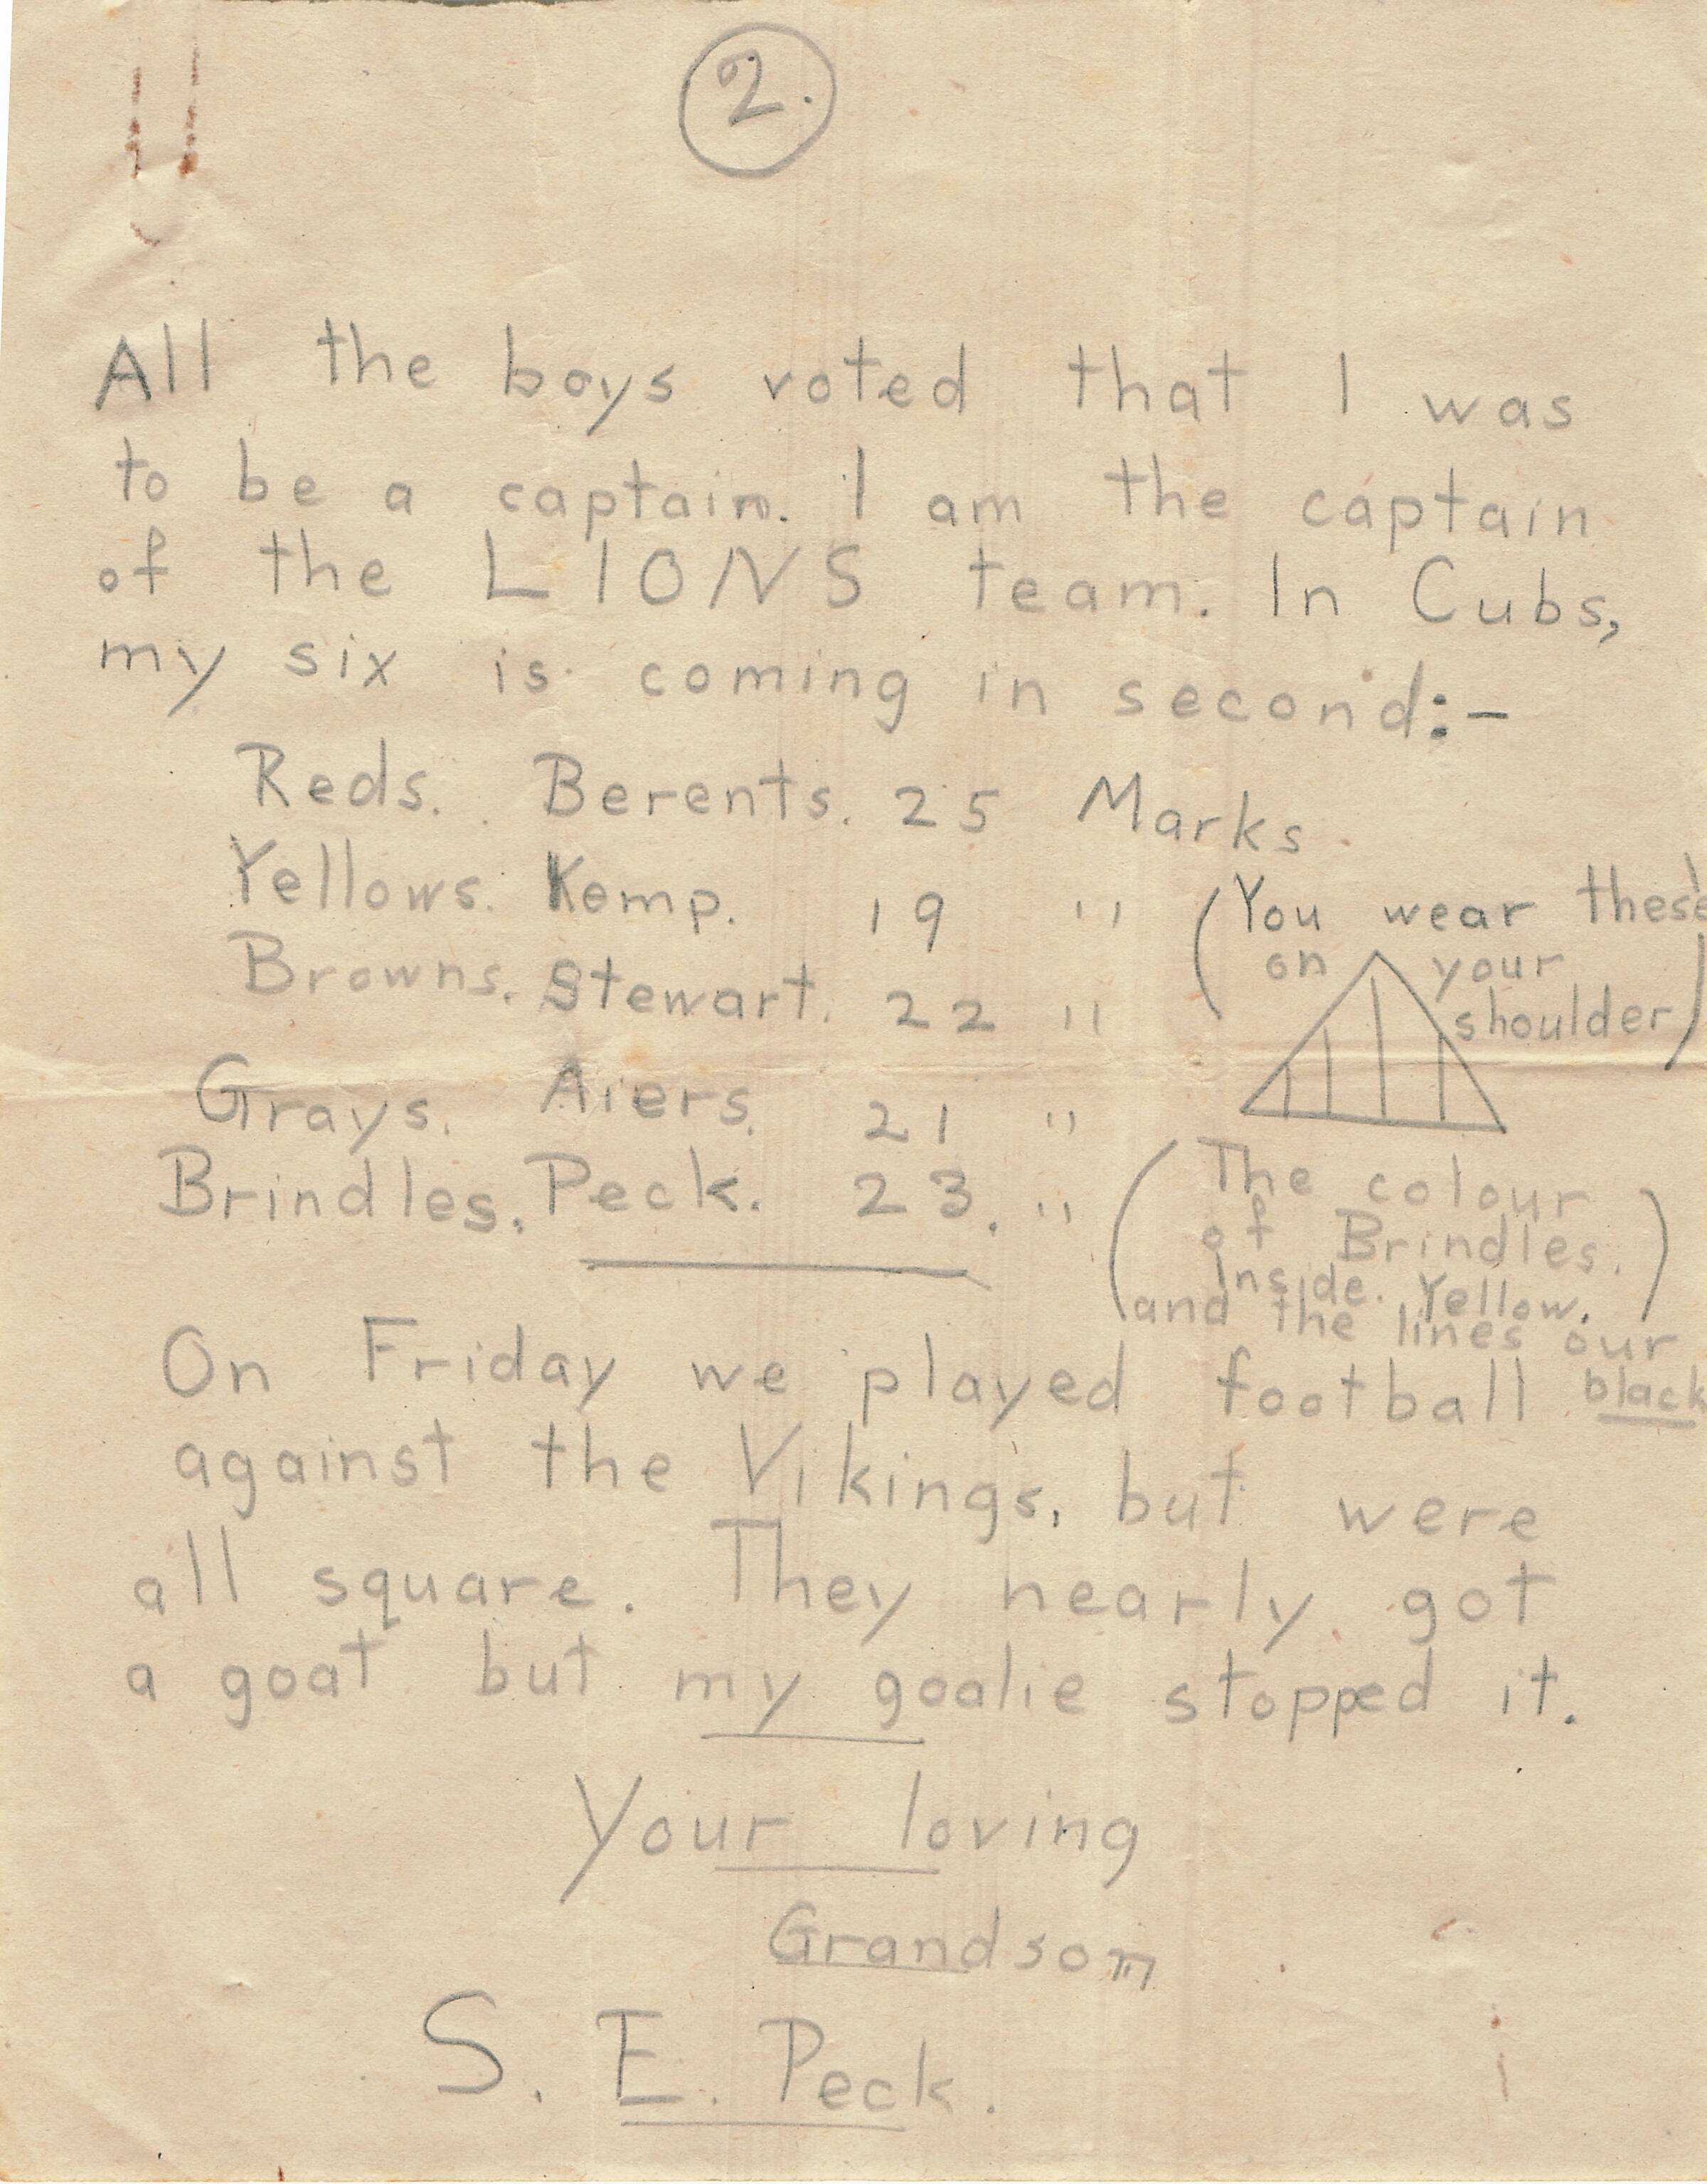 2.
All the boys voted that I was
to be a captain. I am the captain
of the LIONS team. In Cubs,
my six is coming in second:-
Reds. Berents. 25 Marks.
Yellows. Kemp. 19 "
Browns. Stewart. 22 "
Grays. Aiers. 21 "
Brindles. Peck. 23. "
(You wear these
on your
shoulder)
(The colour
of Brindles.
Inside. Yellow.)
and the lines our
black
On Friday we played football
against the Vikings, but were
all square. They nearly got
a goat but my goalie stopped it.
Your loving
Grandson
S. E. Peck.